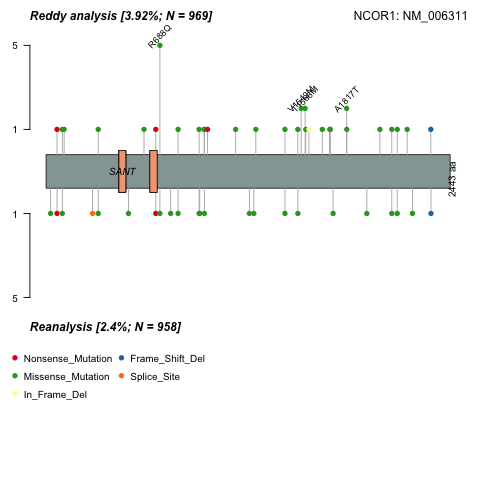 Reddy analysis [3.92%; N = 969]
NCOR1: NM_006311
R688Q
A1817T
5
1
SANT
2443 aa
1
5
Reanalysis [2.4%; N = 958]
Nonsense_Mutation
Frame_Shift_Del
Missense_Mutation
Splice_Site
In_Frame_Del